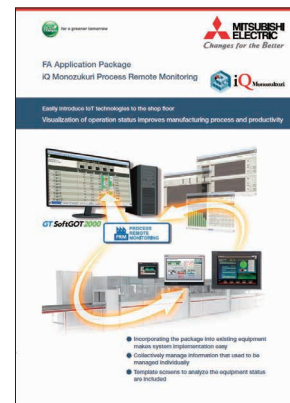 for a greener tomorrow
MITSUBISHI
ELECTRIC
Changes for the Better
FA Application Package
iQ Monozukuri Process Remote Monitoring
iQ Monozukuri
Easily introduce IoT technologies to the shop floor
Visualization of operation status improves manufacturing process and productivity
GT SoftGOT2000
PRM
PROCESS
REMOTE
MONITORING
● Incorporating the package into existing equipment
makes system implementation easy
● Collectively manage information that used to be
managed individually
● Template screens to analyze the equipment status
are included